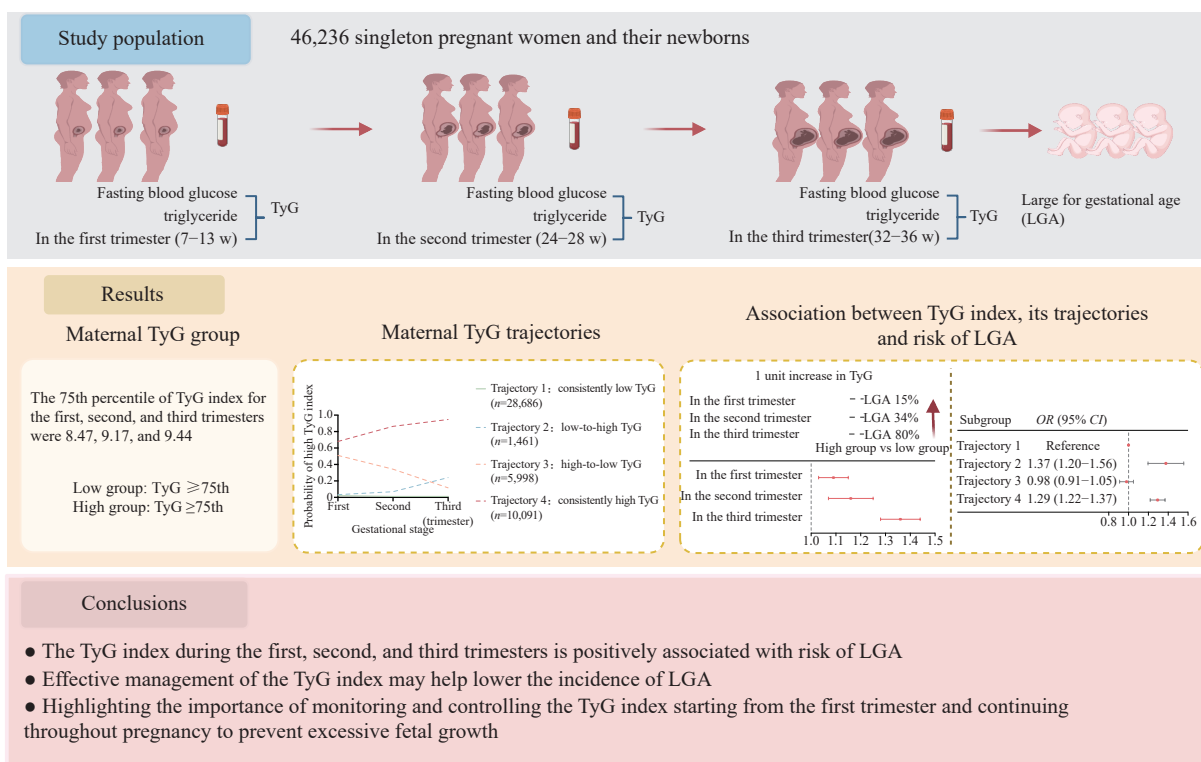 Study population
46,236 singleton pregnant women and their newborns
Fasting blood glucose
triglyceride
In the first trimester (7−13 w)
TyG
Fasting blood glucose
triglyceride
In the second trimester (24−28 w)
TyG
Fasting blood glucose
triglyceride
In the third trimester(32−36 w)
TyG
Large for gestational age
(LGA)
Results
Maternal TyG group
The 75th percentile of TyG index for
the first, second, and third trimesters
were 8.47, 9.17, and 9.44
Low group: TyG ≥75th
High group: TyG ≥75th
Maternal TyG trajectories
Probability of high TyG index
1.0
0.8
0.6
0.4
0.2
0
First
Second
Third
(trimester)
Gestational stage
Trajectory 1：consistently low TyG
(n=28,686)
Trajectory 2：low-to-high TyG
(n=1,461)
Trajectory 3：high-to-low TyG
(n=5,998)
Trajectory 4：consistently high TyG
(n=10,091)
Association between TyG index, its trajectories
and risk of LGA
1 unit increase in TyG
In the first trimester LGA 15%
In the second trimester LGA 34%
In the third trimester LGA 80%
High group vs low group
In the first trimester
In the second trimester
In the third trimester
1.0 1.1 1.2 1.3 1.4 1.5
Subgroup OR (95% CI)
Trajectory 1 Reference
Trajectory 2 1.37 (1.20−1.56)
Trajectory 3 0.98 (0.91−1.05)
Trajectory 4 1.29 (1.22−1.37)
0.8 1.0 1.2 1.4 1.6
Conclusions
● The TyG index during the first, second, and third trimesters is positively associated with risk of LGA
● Effective management of the TyG index may help lower the incidence of LGA
● Highlighting the importance of monitoring and controlling the TyG index starting from the first trimester and continuing
throughout pregnancy to prevent excessive fetal growth